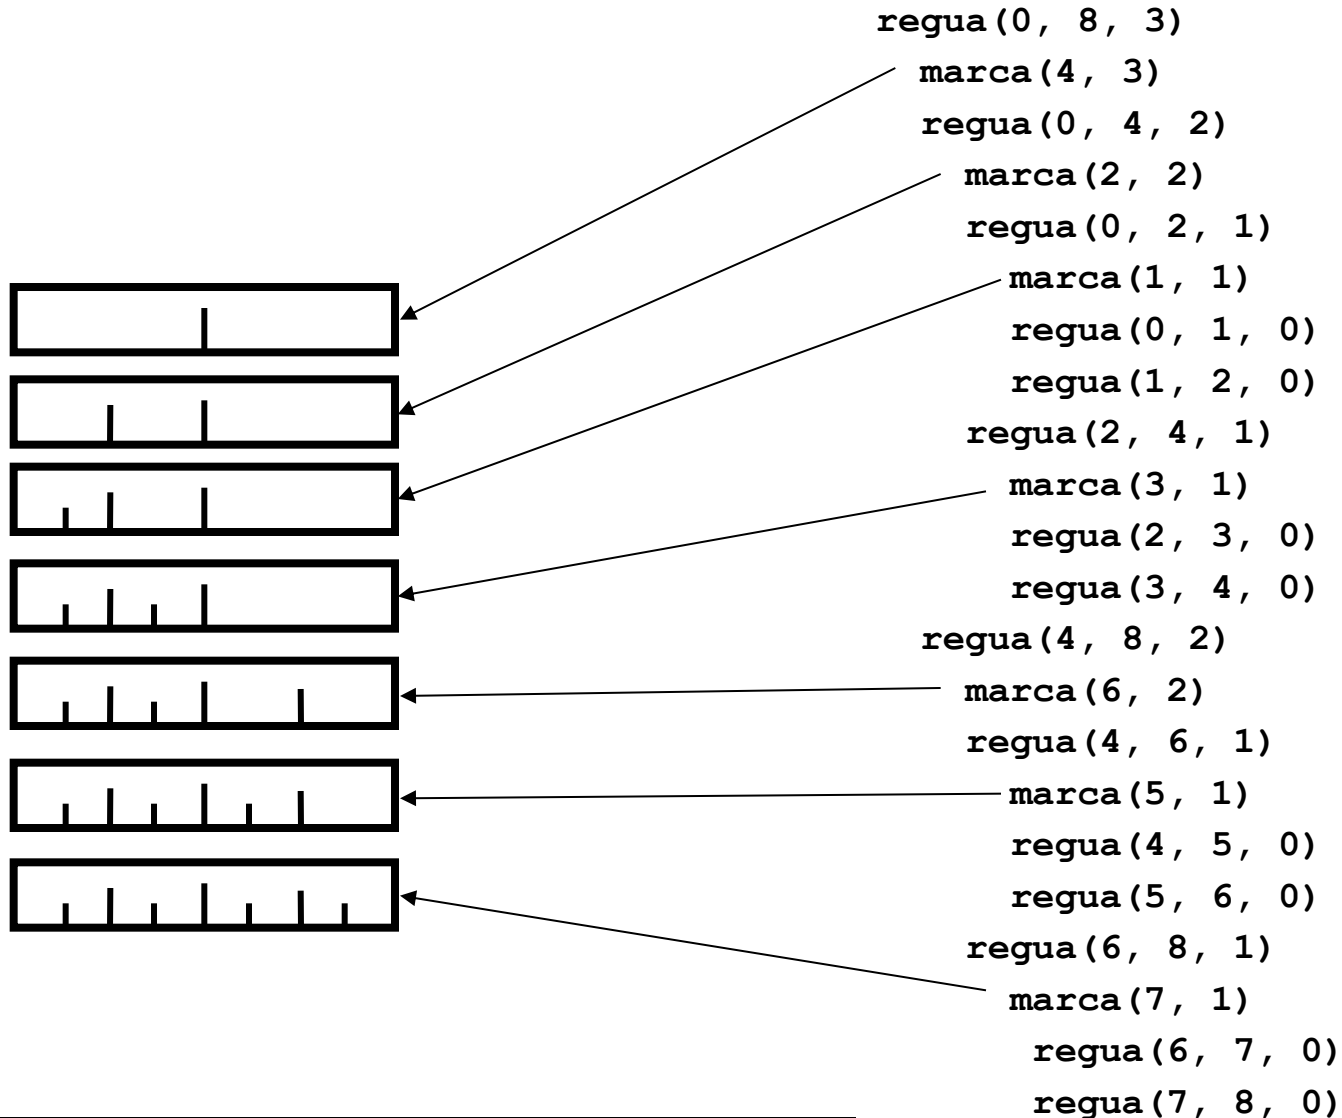 regua(0, 8, 3)
marca(4, 3)
regua(0, 4, 2)
marca(2, 2)
regua(0, 2, 1)
marca(1, 1)
regua(0, 1, 0)
regua(1, 2, 0)
regua(2, 4, 1)
marca(3, 1)
regua(2, 3, 0)
regua(3, 4, 0)
regua(4, 8, 2)
marca(6, 2)
regua(4, 6, 1)
marca(5, 1)
regua(4, 5, 0)
regua(5, 6, 0)
regua(6, 8, 1)
marca(7, 1)
regua(6, 7, 0)
regua(7, 8, 0)